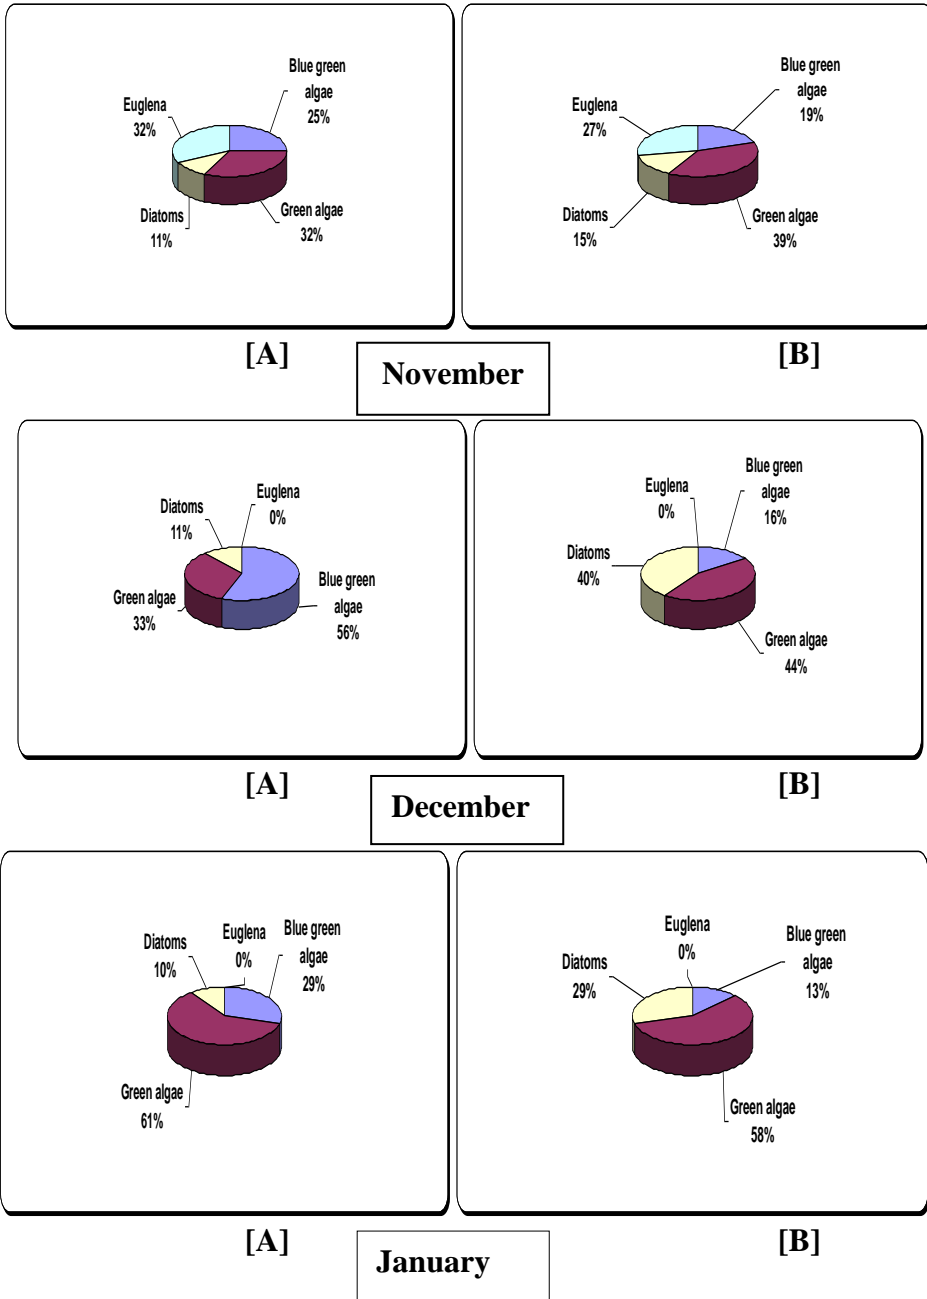 Blue green
algae
25%
Euglena
32%
Diatoms
11%
Green algae
32%
Blue green
algae
19%
Euglena
27%
Diatoms
15%
Green algae
39%
[A]
[B]
November
Euglena
0%
Diatoms
11%
Green algae
33%
Blue green
algae
56%
Blue green
algae
16%
Euglena
0%
Diatoms
40%
Green algae
44%
[A]
[B]
December
Euglena
0%
Blue green
algae
29%
Diatoms
10%
Green algae
61%
Euglena
0%
Blue green
algae
13%
Diatoms
29%
Green algae
58%
[A]
[B]
January